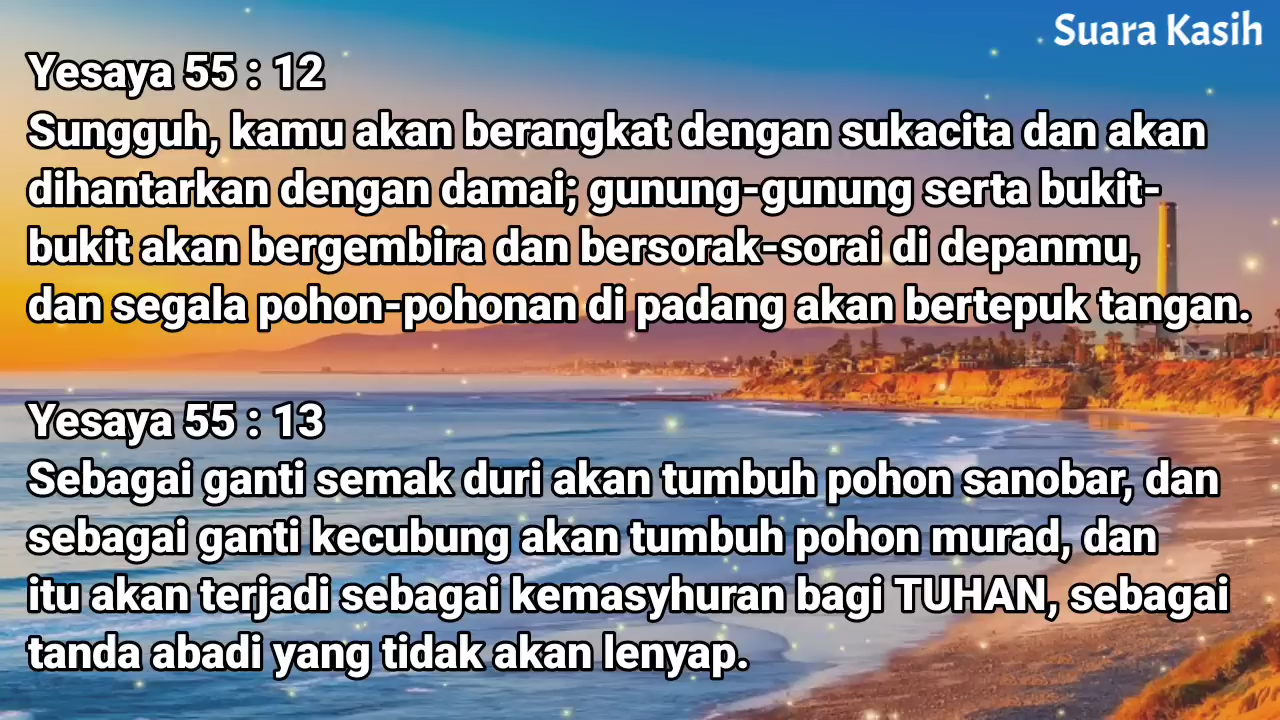 Suara Kasih
Yesaya 55 : 12
Sungguh, kamu akan berangkat dengan sukacita dan akan
dihantarkan dengan damai; gunung-gunung serta bukit-
bukit akan bergembira dan bersorak-sorai di depanmu,
dan segala pohon-pohonan di padang akan bertepuk tangan.
Yesaya 55 : 13
Sebagai ganti semak duri akan tumbuh pohon sanobar, dan
sebagai ganti kecubung akan tumbuh pohon murad, dan
itu akan terjadi sebagai kemasyhuran bagi TUHAN, sebagai
tanda abadi yang tidak akan lenyap.